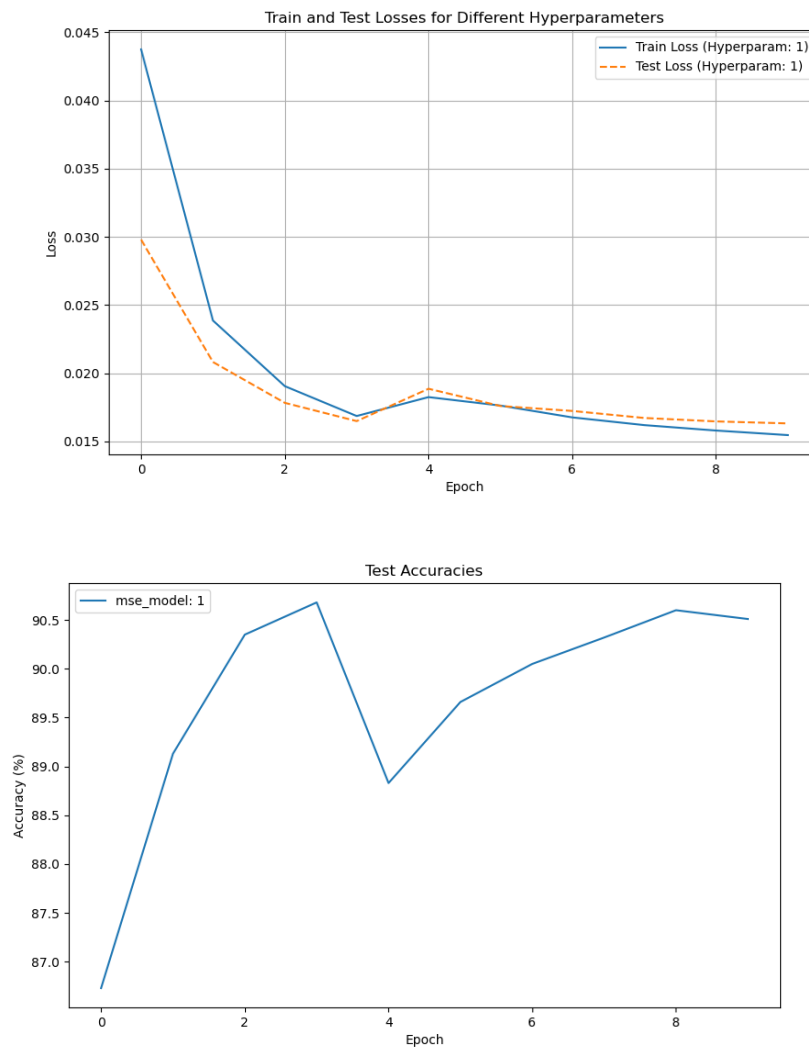 Train and Test Losses for Different Hyperparameters
0.045
Train Loss (Hyperparam: 1)
Test Loss (Hyperparam: 1)
0.040
0.035
0.030
Loss
0.025
0.020
0.015
0 2 4 6 8
Epoch
Test Accuracies
mse_model: 1
90.5
90.0
89.5
89.0
Accuracy (%)
88.5
88.0
87.5
87.0
0 2 4 6 8
Epoch